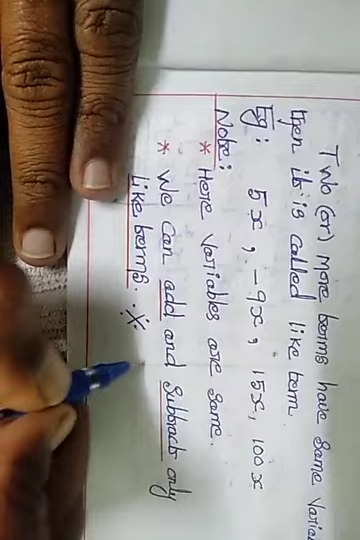 Two (or) more terms have same
then it is called like term.
Eg: 5x, -9x, 15x, 100x
Note:
* Here variables are same.
* We can add and subtract only
like terms.